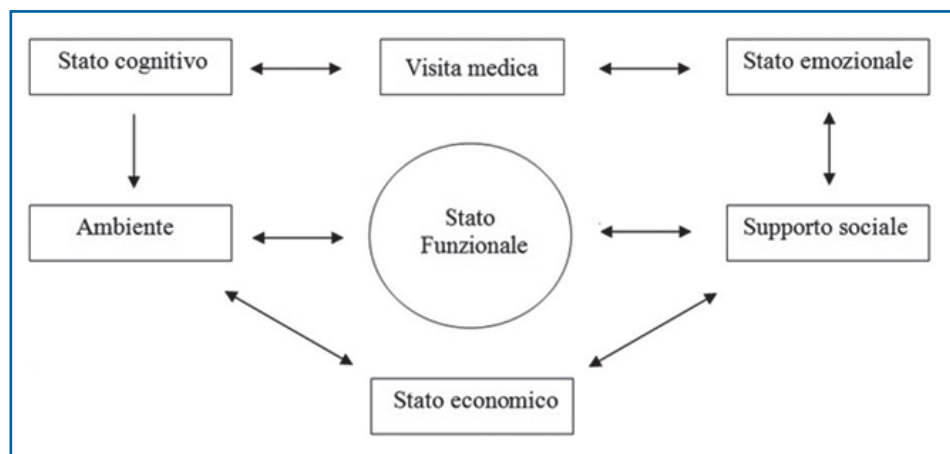 Stato cognitivo
Visita medica
Stato emozionale
Ambiente
Stato
Funzionale
Supporto sociale
Stato economico